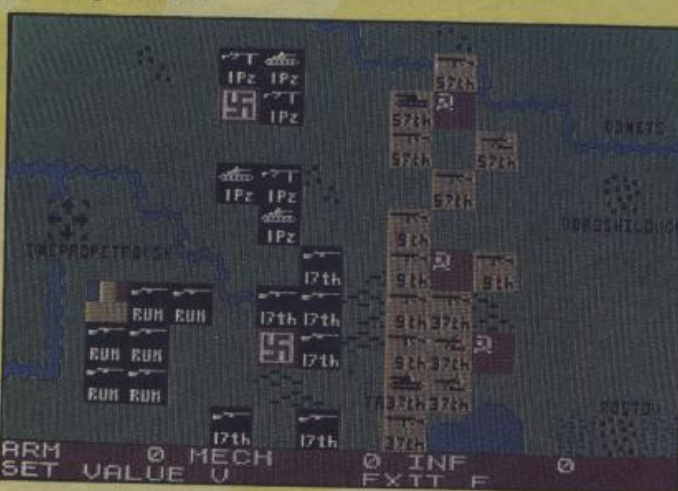 1Pz 1Pz 57th
1Pz 57th
DONETS
57th 57th
1Pz 1Pz 57th
1Pz 9th
DNEPROPETROVSK
17th 9th 9th
RUM RUM 17th 17th 9th 37th
RUM RUM 17th 9th 37th
RUM RUM 37th 37th
ROSTOV
17th 17th 37th
ARM 0 MECH 0 INF 0
SET VALUE V EXIT E